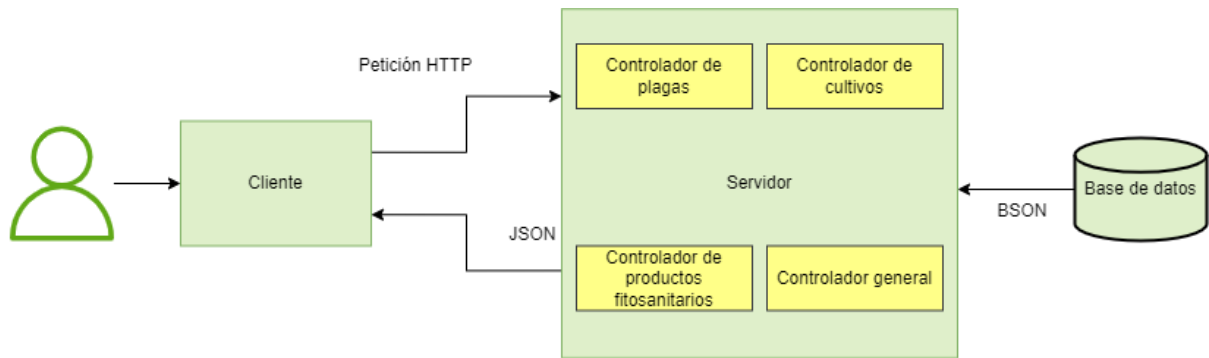 Petición HTTP
Cliente
JSON
Controlador de
plagas
Controlador de
cultivos
Servidor
Controlador de
productos
fitosanitarios
Controlador general
BSON
Base de datos